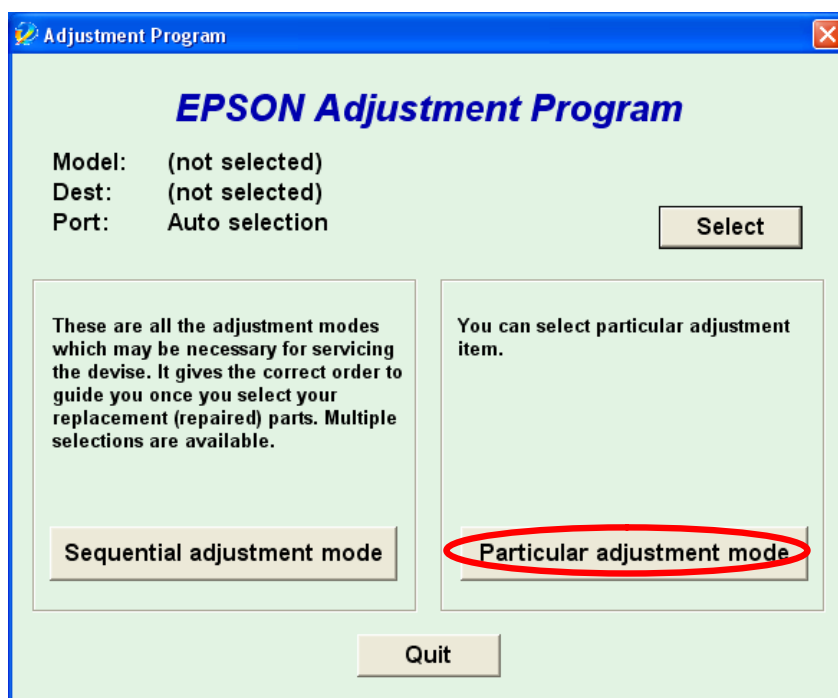 Adjustment Program
EPSON Adjustment Program
Model: (not selected)
Dest: (not selected)
Port: Auto selection
Select
These are all the adjustment modes
which may be necessary for servicing
the devise. It gives the correct order to
guide you once you select your
replacement (repaired) parts. Multiple
selections are available.
Sequential adjustment mode
You can select particular adjustment
item.
Particular adjustment mode
Quit